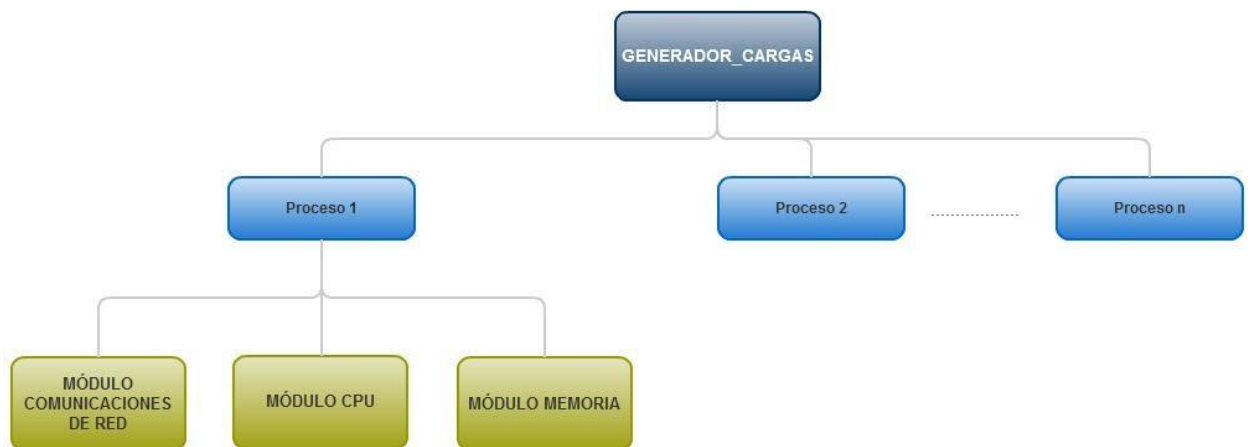 GENERADOR_CARGAS
Proceso 1
Proceso 2
....................
Proceso n
MÓDULO
COMUNICACIONES
DE RED
MÓDULO CPU
MÓDULO MEMORIA